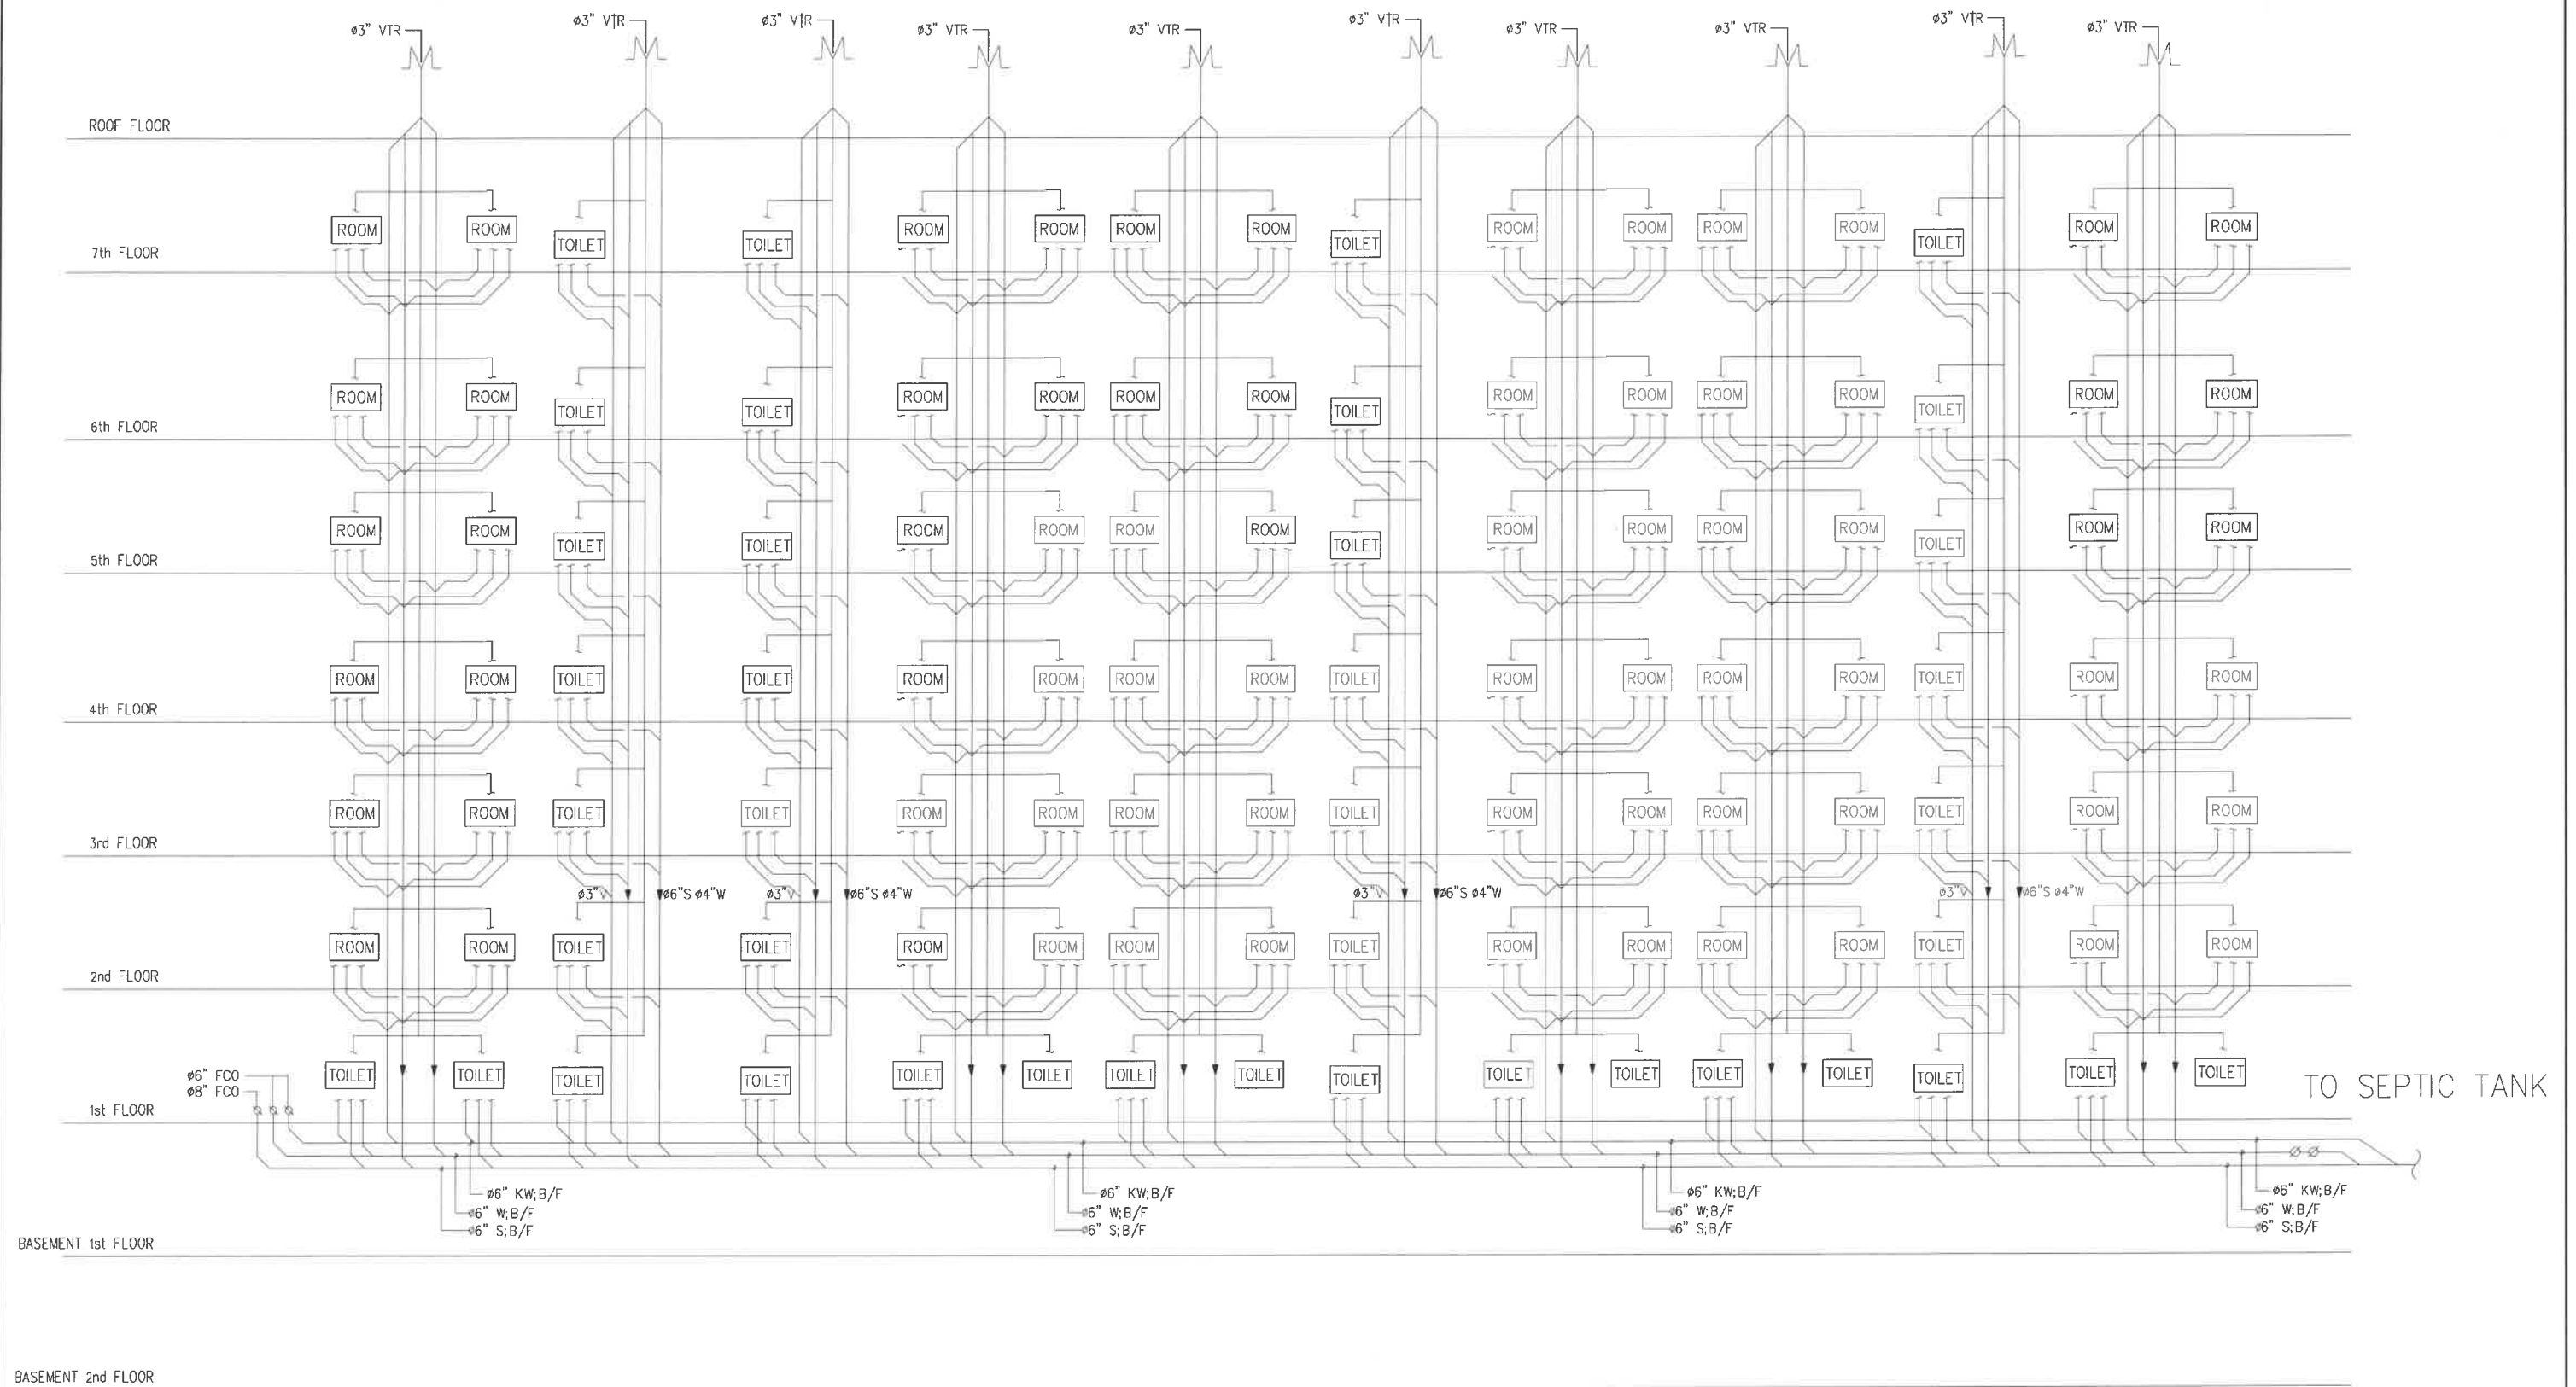 ø3" VTR ø3" VTR ø3" VTR ø3" VTR ø3" VTR ø3" VTR ø3" VTR ø3" VTR ø3" VTR ø3" VTR
ROOF FLOOR
ROOM ROOM TOILET TOILET ROOM ROOM ROOM ROOM TOILET ROOM ROOM ROOM ROOM TOILET ROOM ROOM
7th FLOOR
ROOM ROOM TOILET TOILET ROOM ROOM ROOM ROOM TOILET ROOM ROOM ROOM ROOM TOILET ROOM ROOM
6th FLOOR
ROOM ROOM TOILET TOILET ROOM ROOM ROOM ROOM TOILET ROOM ROOM ROOM ROOM TOILET ROOM ROOM
5th FLOOR
ROOM ROOM TOILET TOILET ROOM ROOM ROOM ROOM TOILET ROOM ROOM ROOM ROOM TOILET ROOM ROOM
4th FLOOR
ROOM ROOM TOILET TOILET ROOM ROOM ROOM ROOM TOILET ROOM ROOM ROOM ROOM TOILET ROOM ROOM
3rd FLOOR
ø3"V ø6"S ø4"W ø3"V ø6"S ø4"W ø3"V ø6"S ø4"W ø3"V ø6"S ø4"W
ROOM ROOM TOILET TOILET ROOM ROOM ROOM ROOM TOILET ROOM ROOM ROOM ROOM TOILET ROOM ROOM
2nd FLOOR
TOILET TOILET TOILET TOILET TOILET TOILET TOILET TOILET TOILET TOILET TOILET TOILET TOILET TOILET TOILET TOILET
ø6" FCO
ø8" FCO
TO SEPTIC TANK
1st FLOOR
ø6" KW;B/F ø6" KW;B/F ø6" KW;B/F ø6" KW;B/F
ø6" W;B/F ø6" W;B/F ø6" W;B/F ø6" W;B/F
ø6" S;B/F ø6" S;B/F ø6" S;B/F ø6" S;B/F
BASEMENT 1st FLOOR
BASEMENT 2nd FLOOR